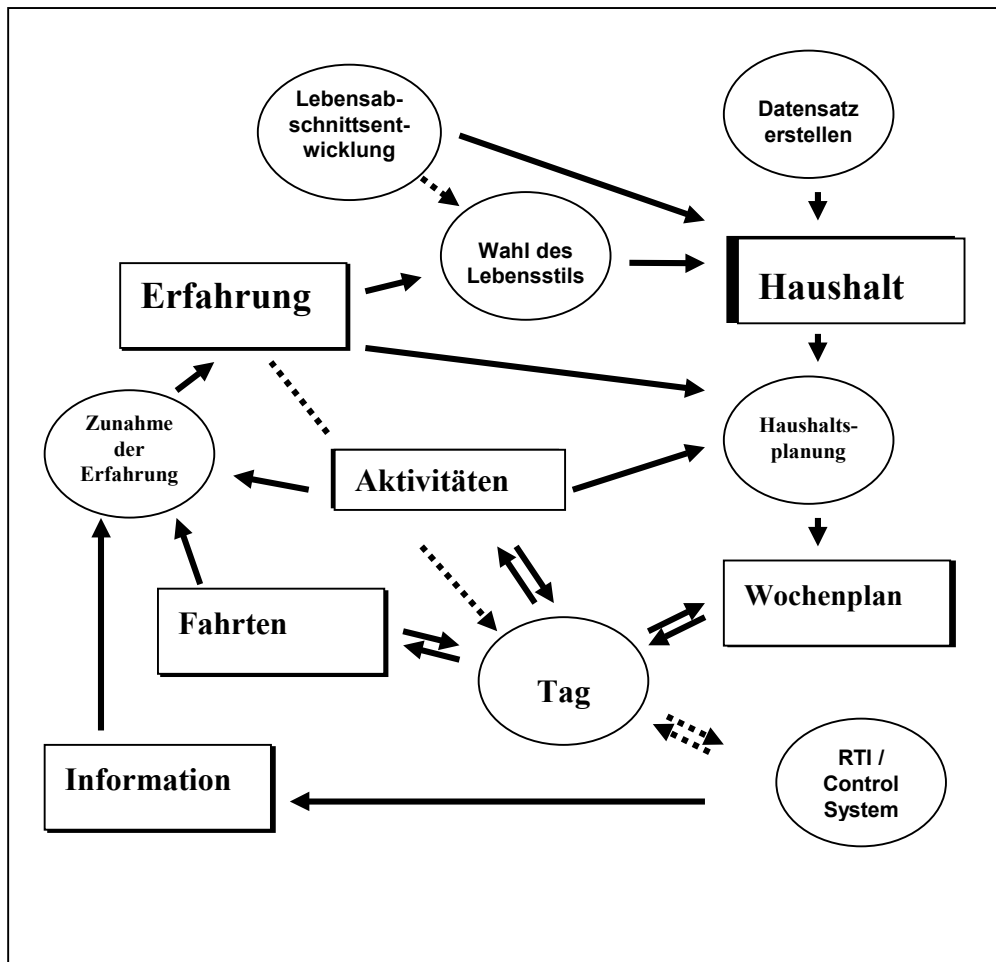 Lebensab-
schnittsent-
wicklung
Datensatz
erstellen
Wahl des
Lebensstils
Erfahrung
Haushalt
Zunahme
der
Erfahrung
Haushalts-
planung
Aktivitäten
Fahrten
Wochenplan
Tag
Information
RTI /
Control
System